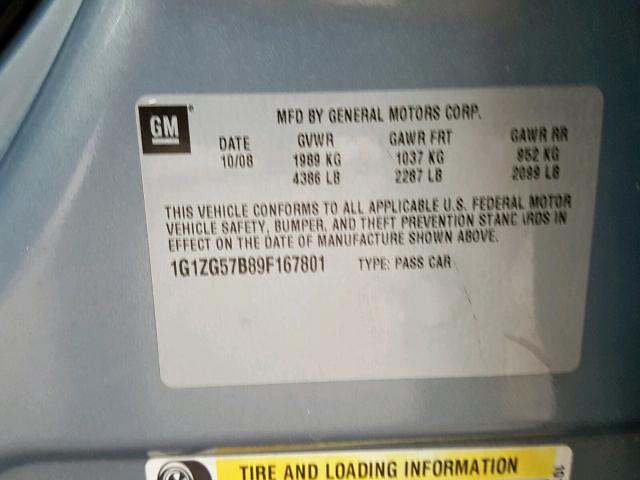 GM
MFD BY GENERAL MOTORS CORP.
DATE GVWR GAWR FRT GAWR RR
10/08 1989 KG 1037 KG 952 KG
4386 LB 2287 LB 2099 LB
THIS VEHICLE CONFORMS TO ALL APPLICABLE U.S. FEDERAL MOTOR
VEHICLE SAFETY, BUMPER, AND THEFT PREVENTION STANDARDS IN
EFFECT ON THE DATE OF MANUFACTURE SHOWN ABOVE.
1G1ZG57B89F167801 TYPE: PASS CAR
TIRE AND LOADING INFORMATION